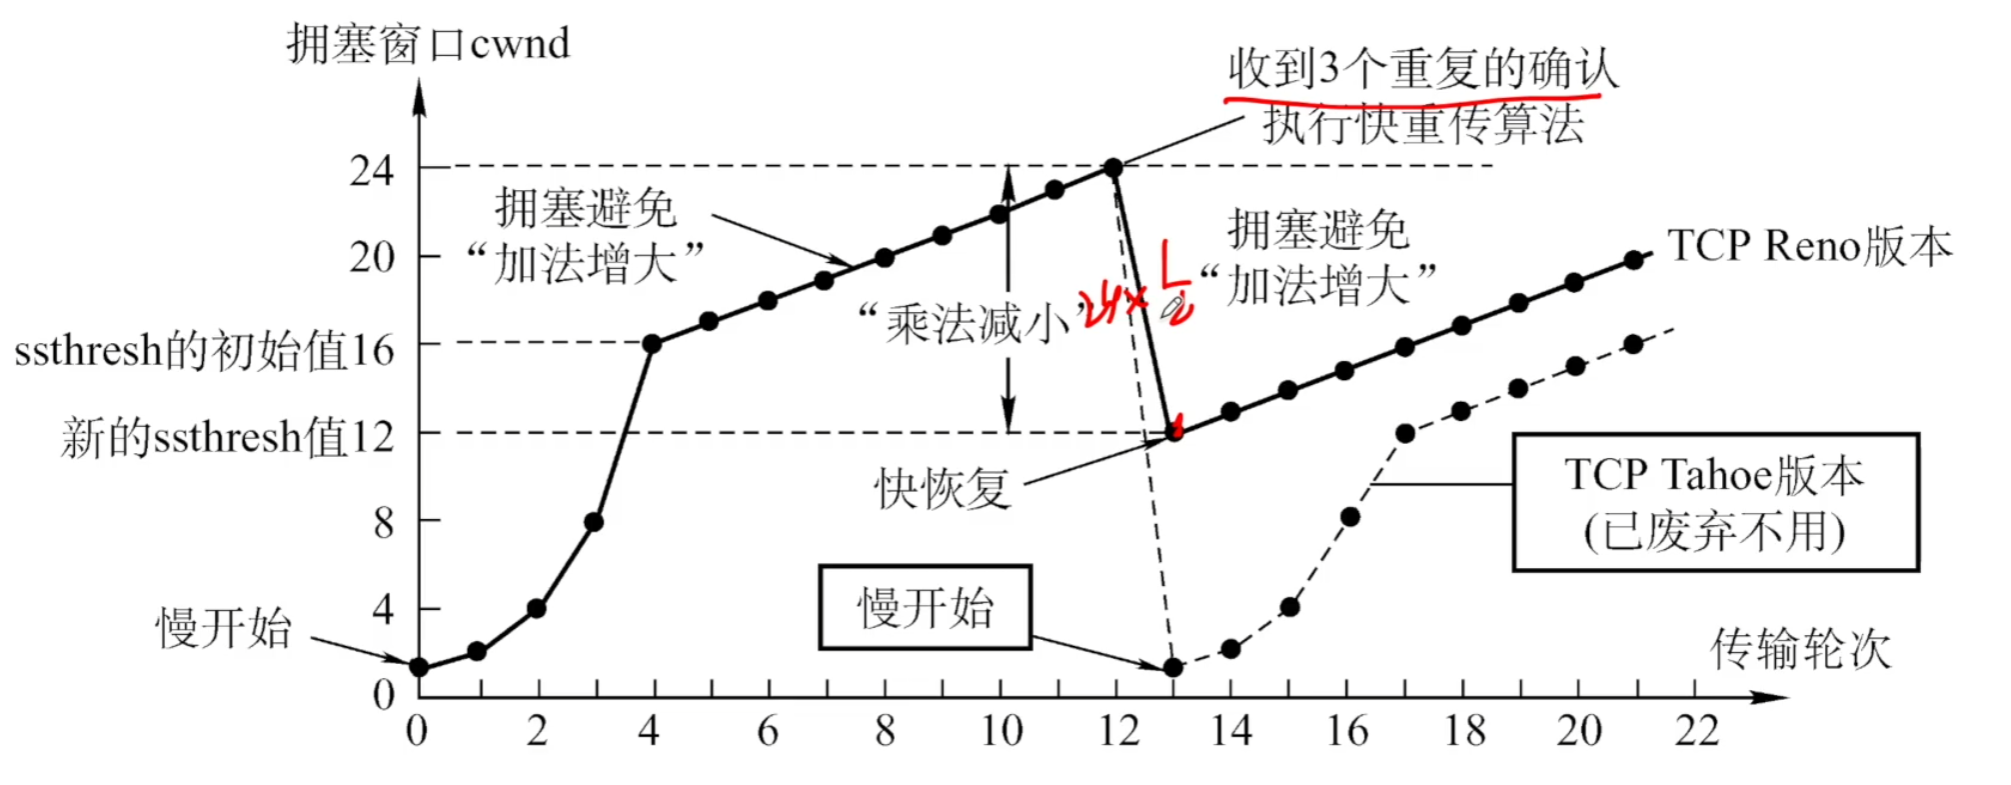 拥塞窗口cwnd
收到3个重复的确认
执行快重传算法
24
拥塞避免
“加法增大”
拥塞避免
“加法增大”
TCP Reno版本
20
“乘法减小”
24×1/2
ssthresh的初始值16
新的ssthresh值12
快恢复
TCP Tahoe版本
(已废弃不用)
8
慢开始
4
慢开始
传输轮次
0
0 2 4 6 8 10 12 14 16 18 20 22